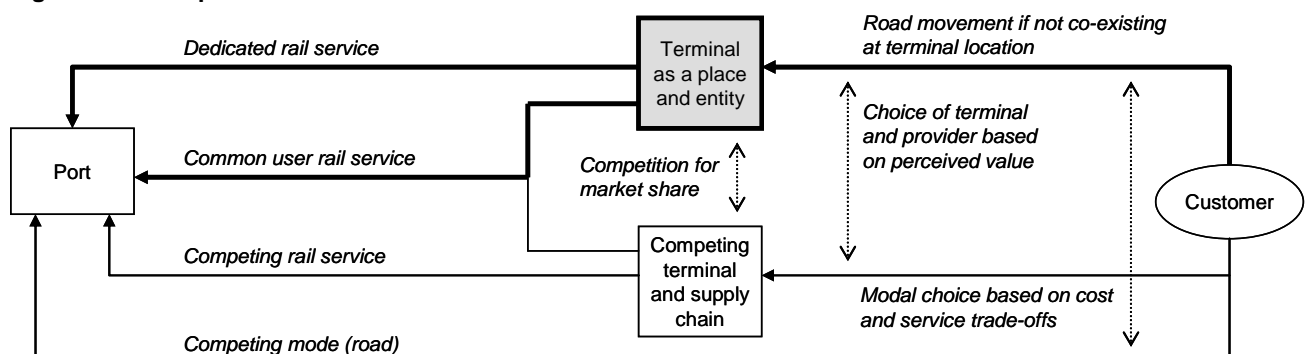 Dedicated rail service
Terminal
as a place
and entity
Road movement if not co-existing
at terminal location
Choice of terminal
and provider based
on perceived value
Port
Common user rail service
Competition for
market share
Customer
Competing rail service
Competing
terminal
and supply
chain
Modal choice based on cost
and service trade-offs
Competing mode (road)